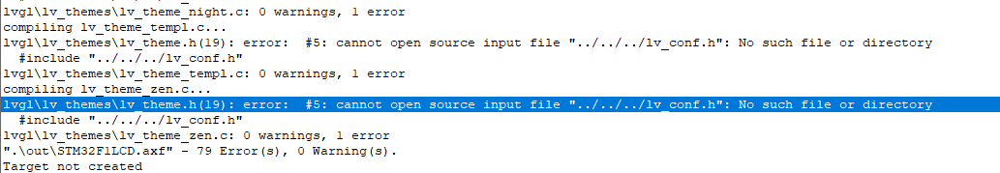 lvgl\lv_themes\lv_theme_night.c: 0 warnings, 1 error
compiling lv_theme_templ.c...
lvgl\lv_themes\lv_theme.h(19): error:  #5: cannot open source input file "../../../lv_conf.h": No such file or directory
  #include "../../../lv_conf.h"
lvgl\lv_themes\lv_theme_templ.c: 0 warnings, 1 error
compiling lv_theme_zen.c...
lvgl\lv_themes\lv_theme.h(19): error:  #5: cannot open source input file "../../../lv_conf.h": No such file or directory
  #include "../../../lv_conf.h"
lvgl\lv_themes\lv_theme_zen.c: 0 warnings, 1 error
".\out\STM32F1LCD.axf" - 79 Error(s), 0 Warning(s).
Target not created